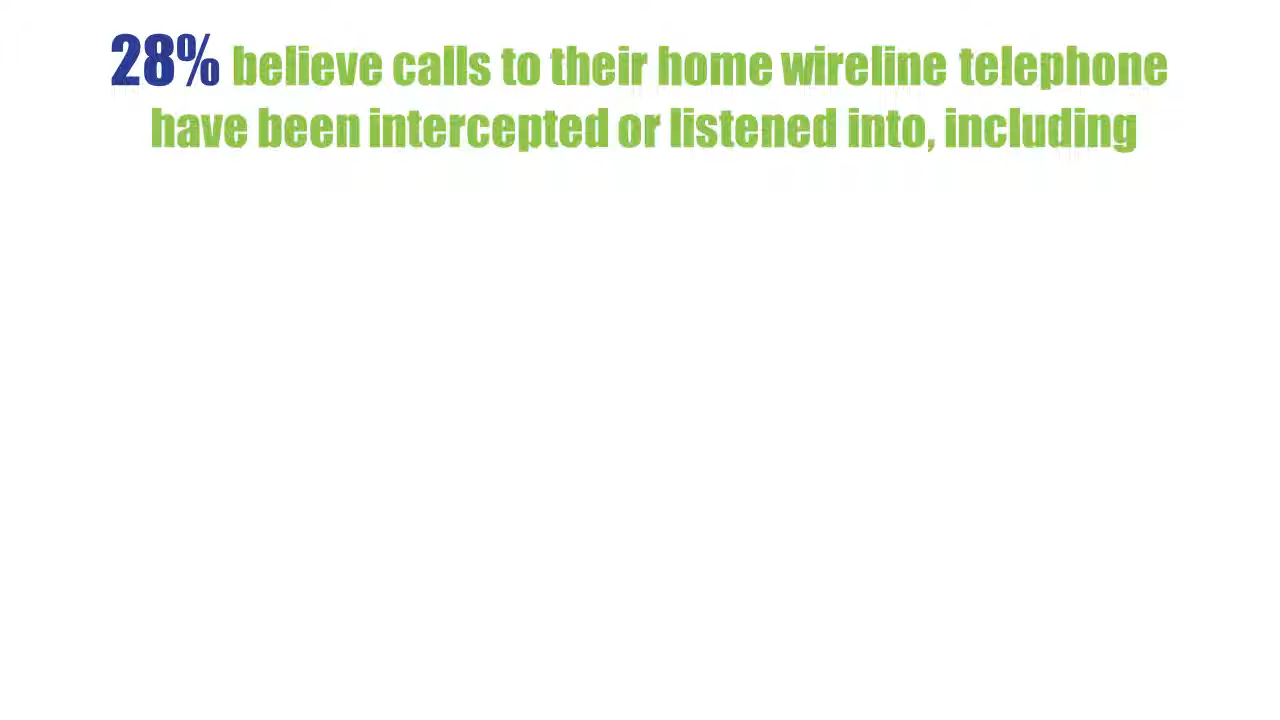 28% believe calls to their home wireline telephone
have been intercepted or listened into, including